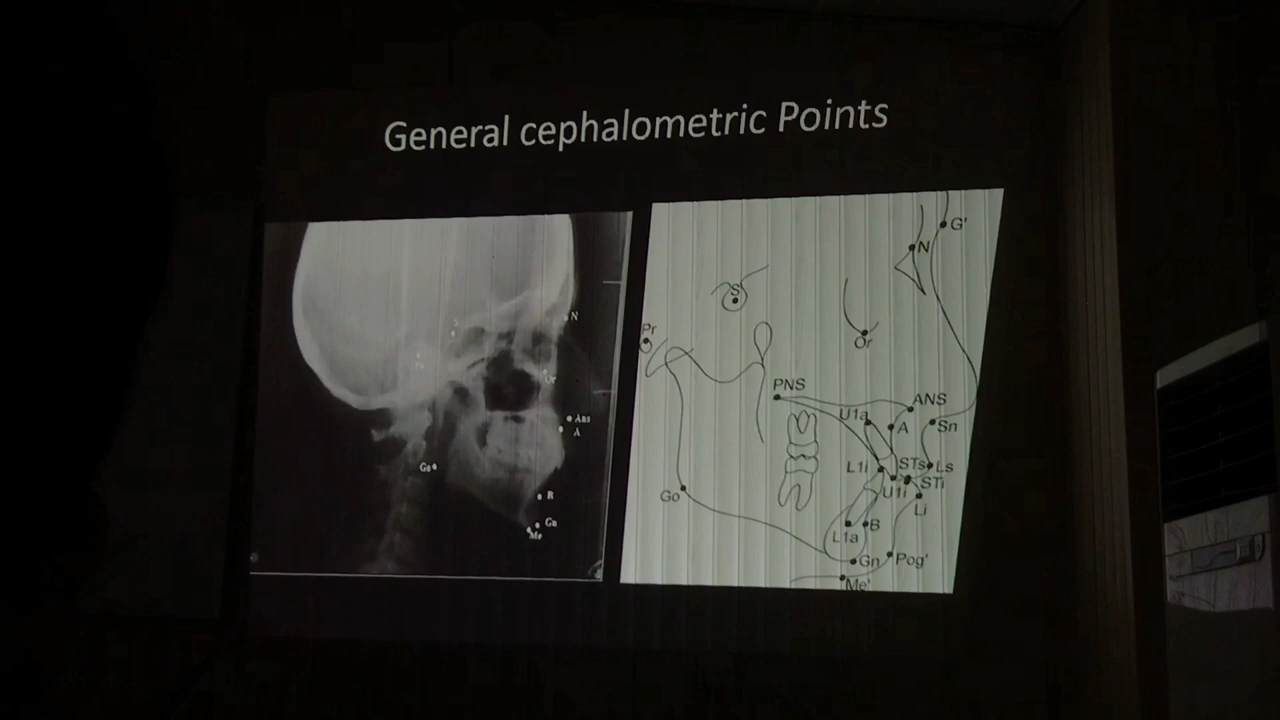 General cephalometric Points
S
N
Or
Ans
A
Go
Gn
Me
G'
N
S
Pr
Or
PNS
ANS
U1a
A
Sn
L1i
STs
Ls
U1i
STi
Go
Li
B
L1a
Gn
Pog'
Me'